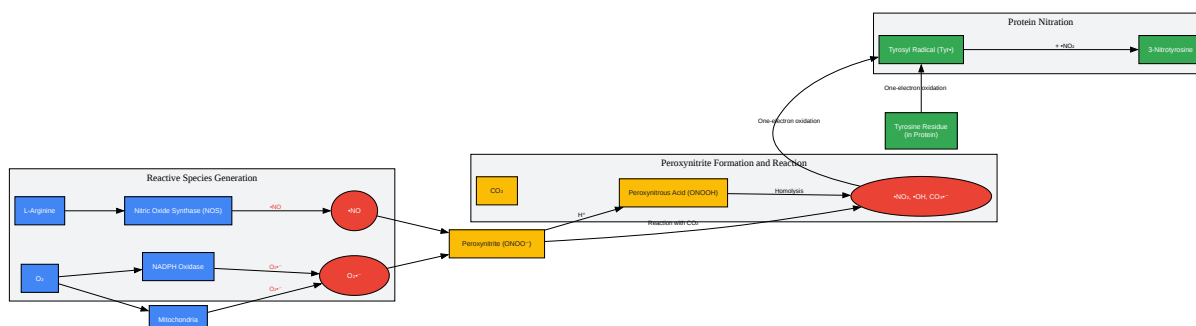 Protein Nitration
Tyrosyl Radical (Tyr•)
+ •NO₂
3-Nitrotyrosine
One-electron oxidation
One-electron oxidation
Tyrosine Residue
(in Protein)
Peroxynitrite Formation and Reaction
CO₂
Peroxynitrous Acid (ONOOH)
Homolysis
•NO₂, •OH, CO₃•⁻
H⁺
Reaction with CO₂
Peroxynitrite (ONOO⁻)
Reactive Species Generation
L-Arginine
Nitric Oxide Synthase (NOS)
•NO
•NO
O₂
NADPH Oxidase
O₂•⁻
O₂•⁻
O₂•⁻
Mitochondria